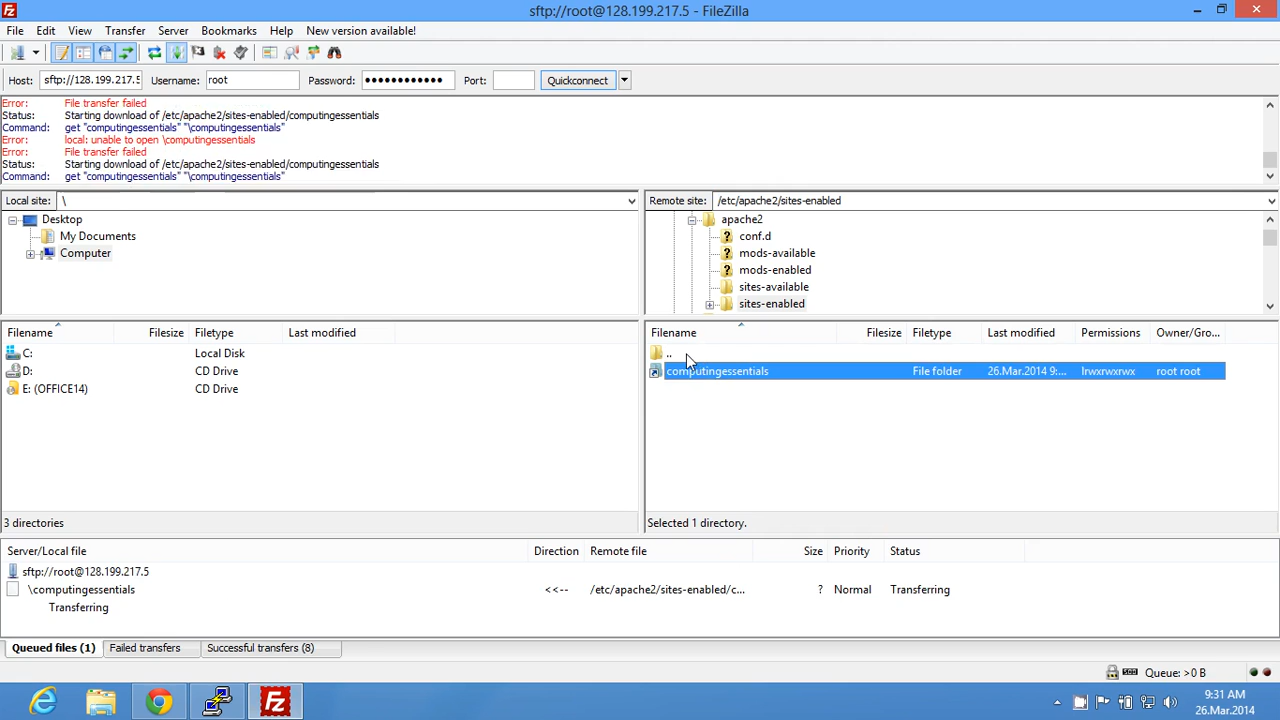 sftp://root@128.199.217.5 - FileZilla
File Edit View Transfer Server Bookmarks Help New version available!
Host: sftp://128.199.217.5 Username: root Password: ●●●●●●●●●●●● Port: Quickconnect
Error: File transfer failed
Status: Starting download of /etc/apache2/sites-enabled/computingessentials
Command: get "computingessentials" "\computingessentials"
Error: local: unable to open \computingessentials
Error: File transfer failed
Status: Starting download of /etc/apache2/sites-enabled/computingessentials
Command: get "computingessentials" "\computingessentials"
Local site: \
Desktop
My Documents
Computer
Filename Filesize Filetype Last modified
C: Local Disk
D: CD Drive
E: (OFFICE14) CD Drive
3 directories
Remote site: /etc/apache2/sites-enabled
apache2
conf.d
mods-available
mods-enabled
sites-available
sites-enabled
Filename Filesize Filetype Last modified Permissions Owner/Gro...
..
computingessentials File folder 26.Mar.2014 9:... lrwxrwxrwx root root
Selected 1 directory.
Server/Local file Direction Remote file Size Priority Status
sftp://root@128.199.217.5
\computingessentials <<-- /etc/apache2/sites-enabled/c... ? Normal Transferring
Transferring
Queued files (1) Failed transfers Successful transfers (8)
Queue: >0 B
9:31 AM
26.Mar.2014